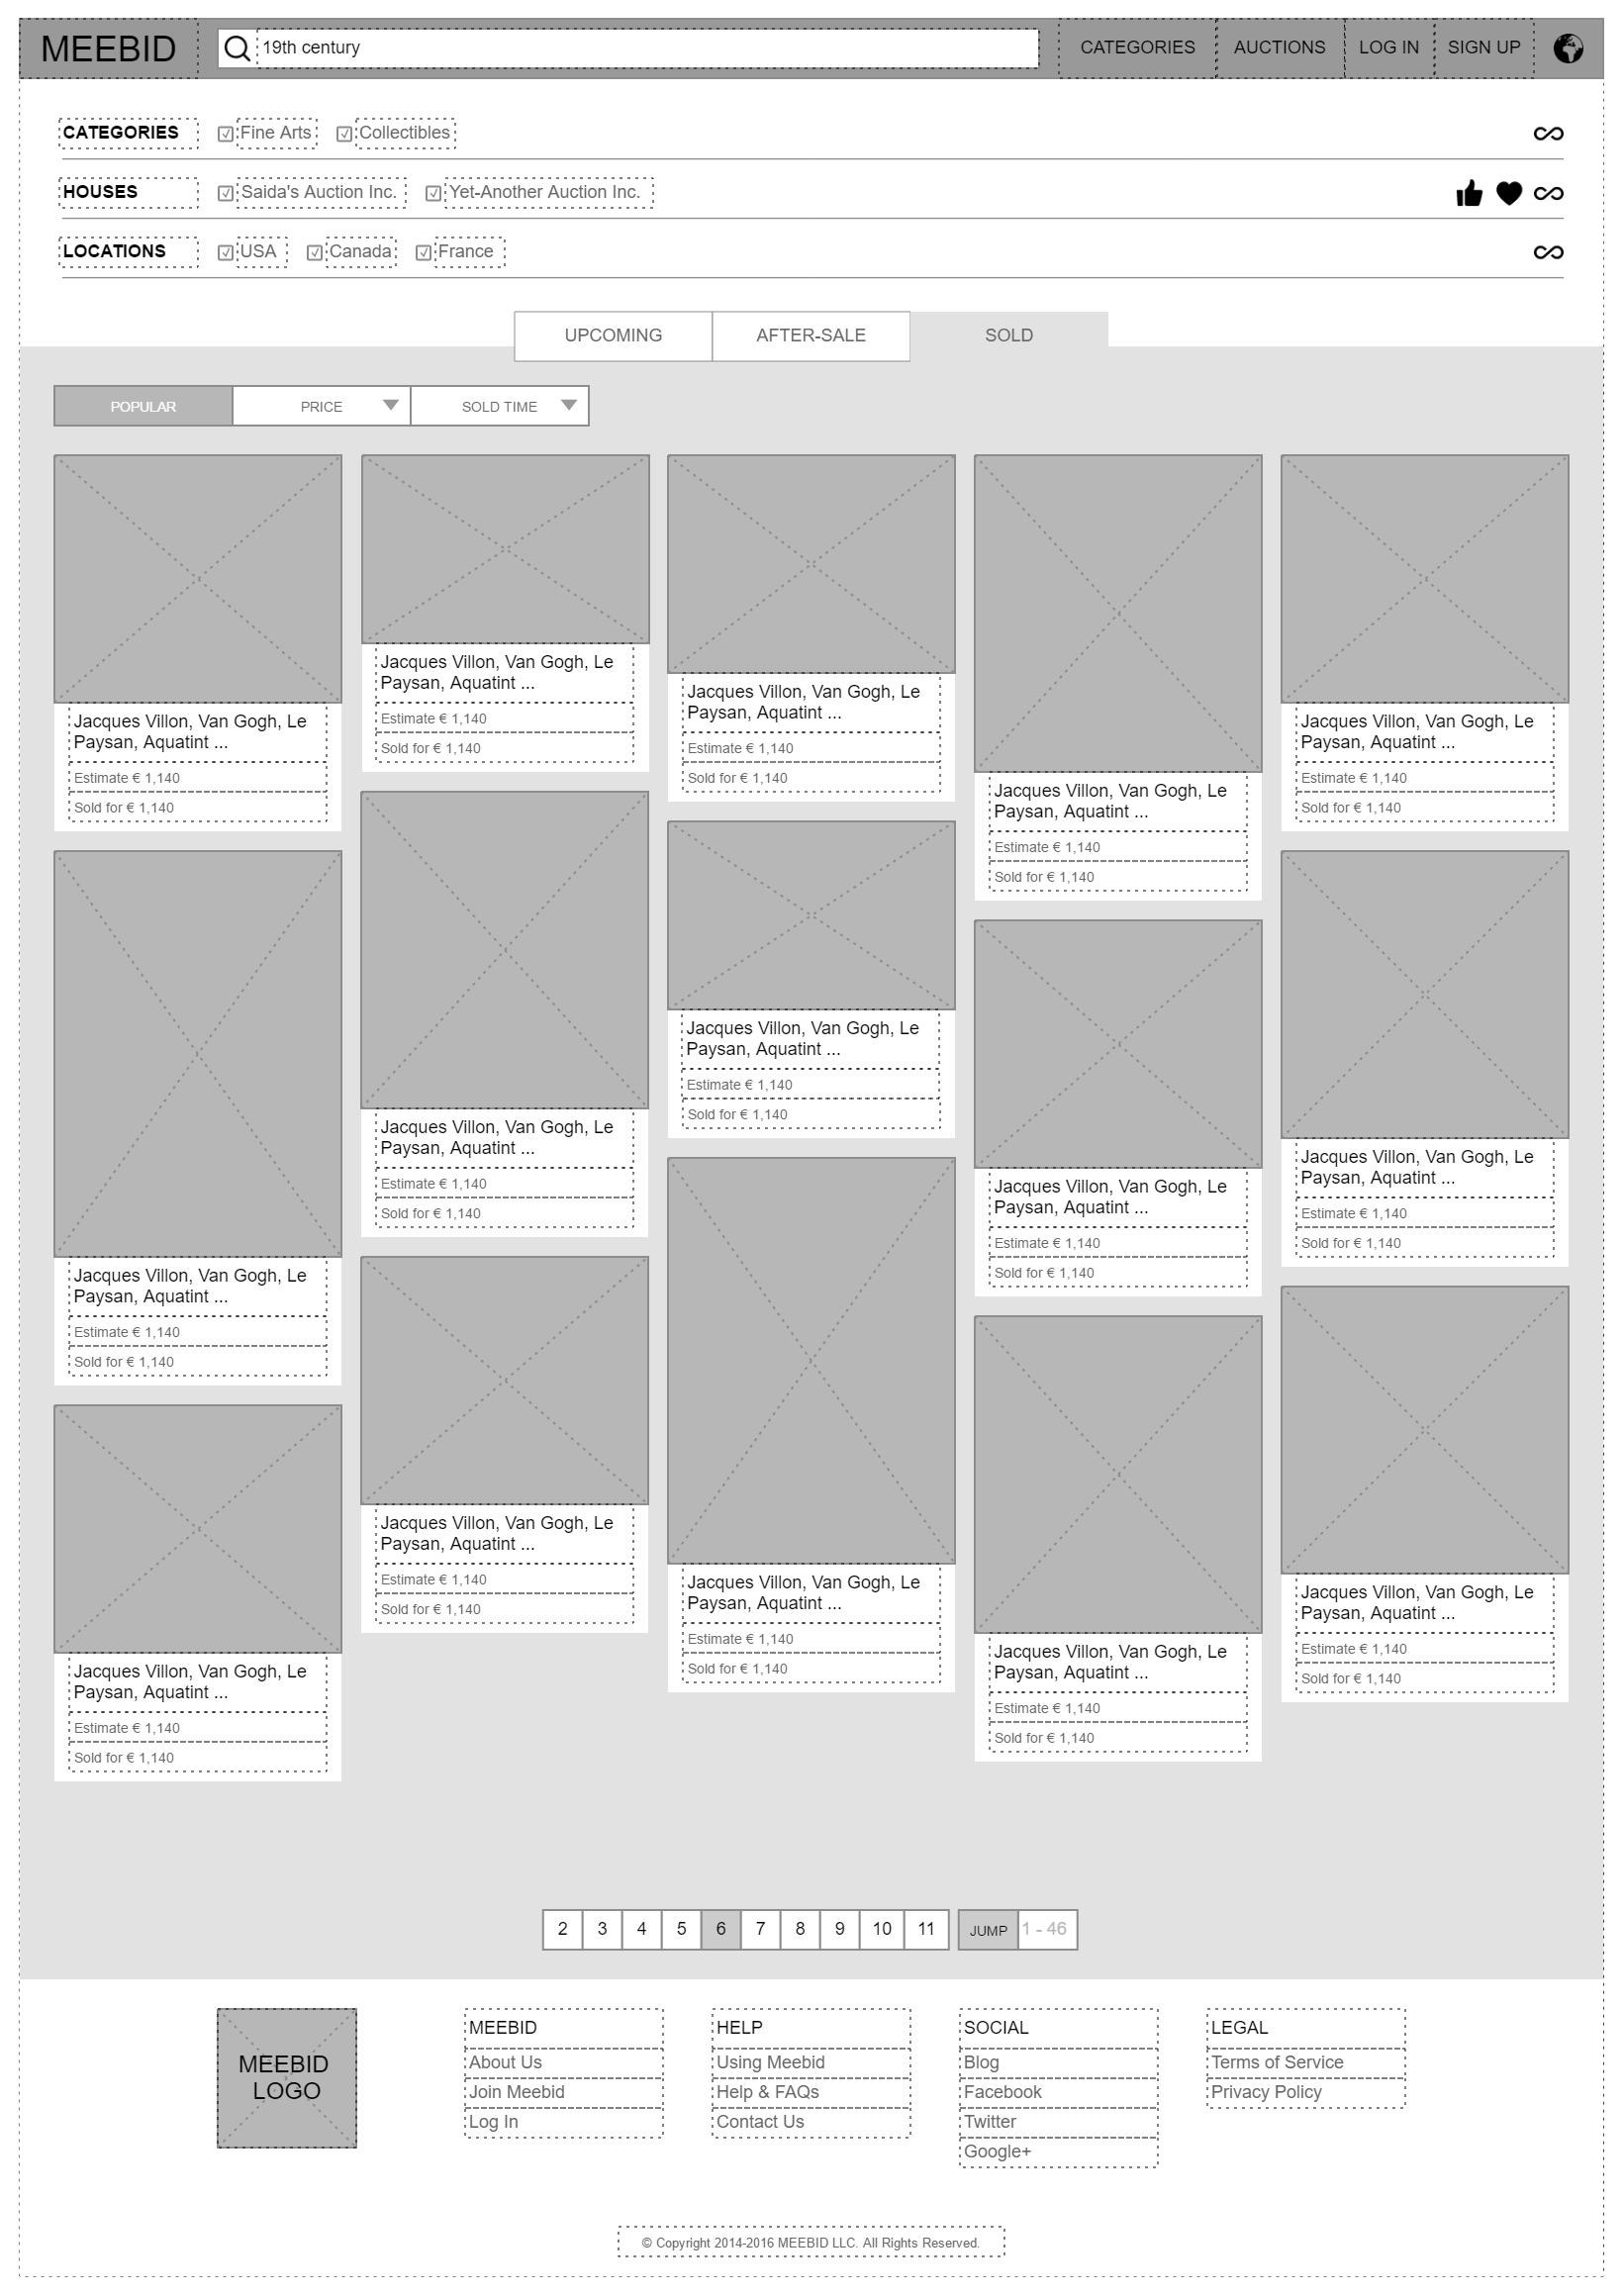 MEEBID
19th century
CATEGORIES
AUCTIONS
LOG IN
SIGN UP
CATEGORIES
Fine Arts
Collectibles
HOUSES
Saida's Auction Inc.
Yet-Another Auction Inc.
LOCATIONS
USA
Canada
France
UPCOMING
AFTER-SALE
SOLD
POPULAR
PRICE
SOLD TIME
Jacques Villon, Van Gogh, Le
Paysan, Aquatint ...
Estimate € 1,140
Sold for € 1,140
Jacques Villon, Van Gogh, Le
Paysan, Aquatint ...
Estimate € 1,140
Sold for € 1,140
Jacques Villon, Van Gogh, Le
Paysan, Aquatint ...
Estimate € 1,140
Sold for € 1,140
Jacques Villon, Van Gogh, Le
Paysan, Aquatint ...
Estimate € 1,140
Sold for € 1,140
Jacques Villon, Van Gogh, Le
Paysan, Aquatint ...
Estimate € 1,140
Sold for € 1,140
Jacques Villon, Van Gogh, Le
Paysan, Aquatint ...
Estimate € 1,140
Sold for € 1,140
Jacques Villon, Van Gogh, Le
Paysan, Aquatint ...
Estimate € 1,140
Sold for € 1,140
Jacques Villon, Van Gogh, Le
Paysan, Aquatint ...
Estimate € 1,140
Sold for € 1,140
Jacques Villon, Van Gogh, Le
Paysan, Aquatint ...
Estimate € 1,140
Sold for € 1,140
Jacques Villon, Van Gogh, Le
Paysan, Aquatint ...
Estimate € 1,140
Sold for € 1,140
Jacques Villon, Van Gogh, Le
Paysan, Aquatint ...
Estimate € 1,140
Sold for € 1,140
Jacques Villon, Van Gogh, Le
Paysan, Aquatint ...
Estimate € 1,140
Sold for € 1,140
Jacques Villon, Van Gogh, Le
Paysan, Aquatint ...
Estimate € 1,140
Sold for € 1,140
Jacques Villon, Van Gogh, Le
Paysan, Aquatint ...
Estimate € 1,140
Sold for € 1,140
Jacques Villon, Van Gogh, Le
Paysan, Aquatint ...
Estimate € 1,140
Sold for € 1,140
2 3 4 5 6 7 8 9 10 11
JUMP 1 - 46
MEEBID
LOGO
MEEBID
About Us
Join Meebid
Log In
HELP
Using Meebid
Help & FAQs
Contact Us
SOCIAL
Blog
Facebook
Twitter
Google+
LEGAL
Terms of Service
Privacy Policy
© Copyright 2014-2016 MEEBID LLC. All Rights Reserved.